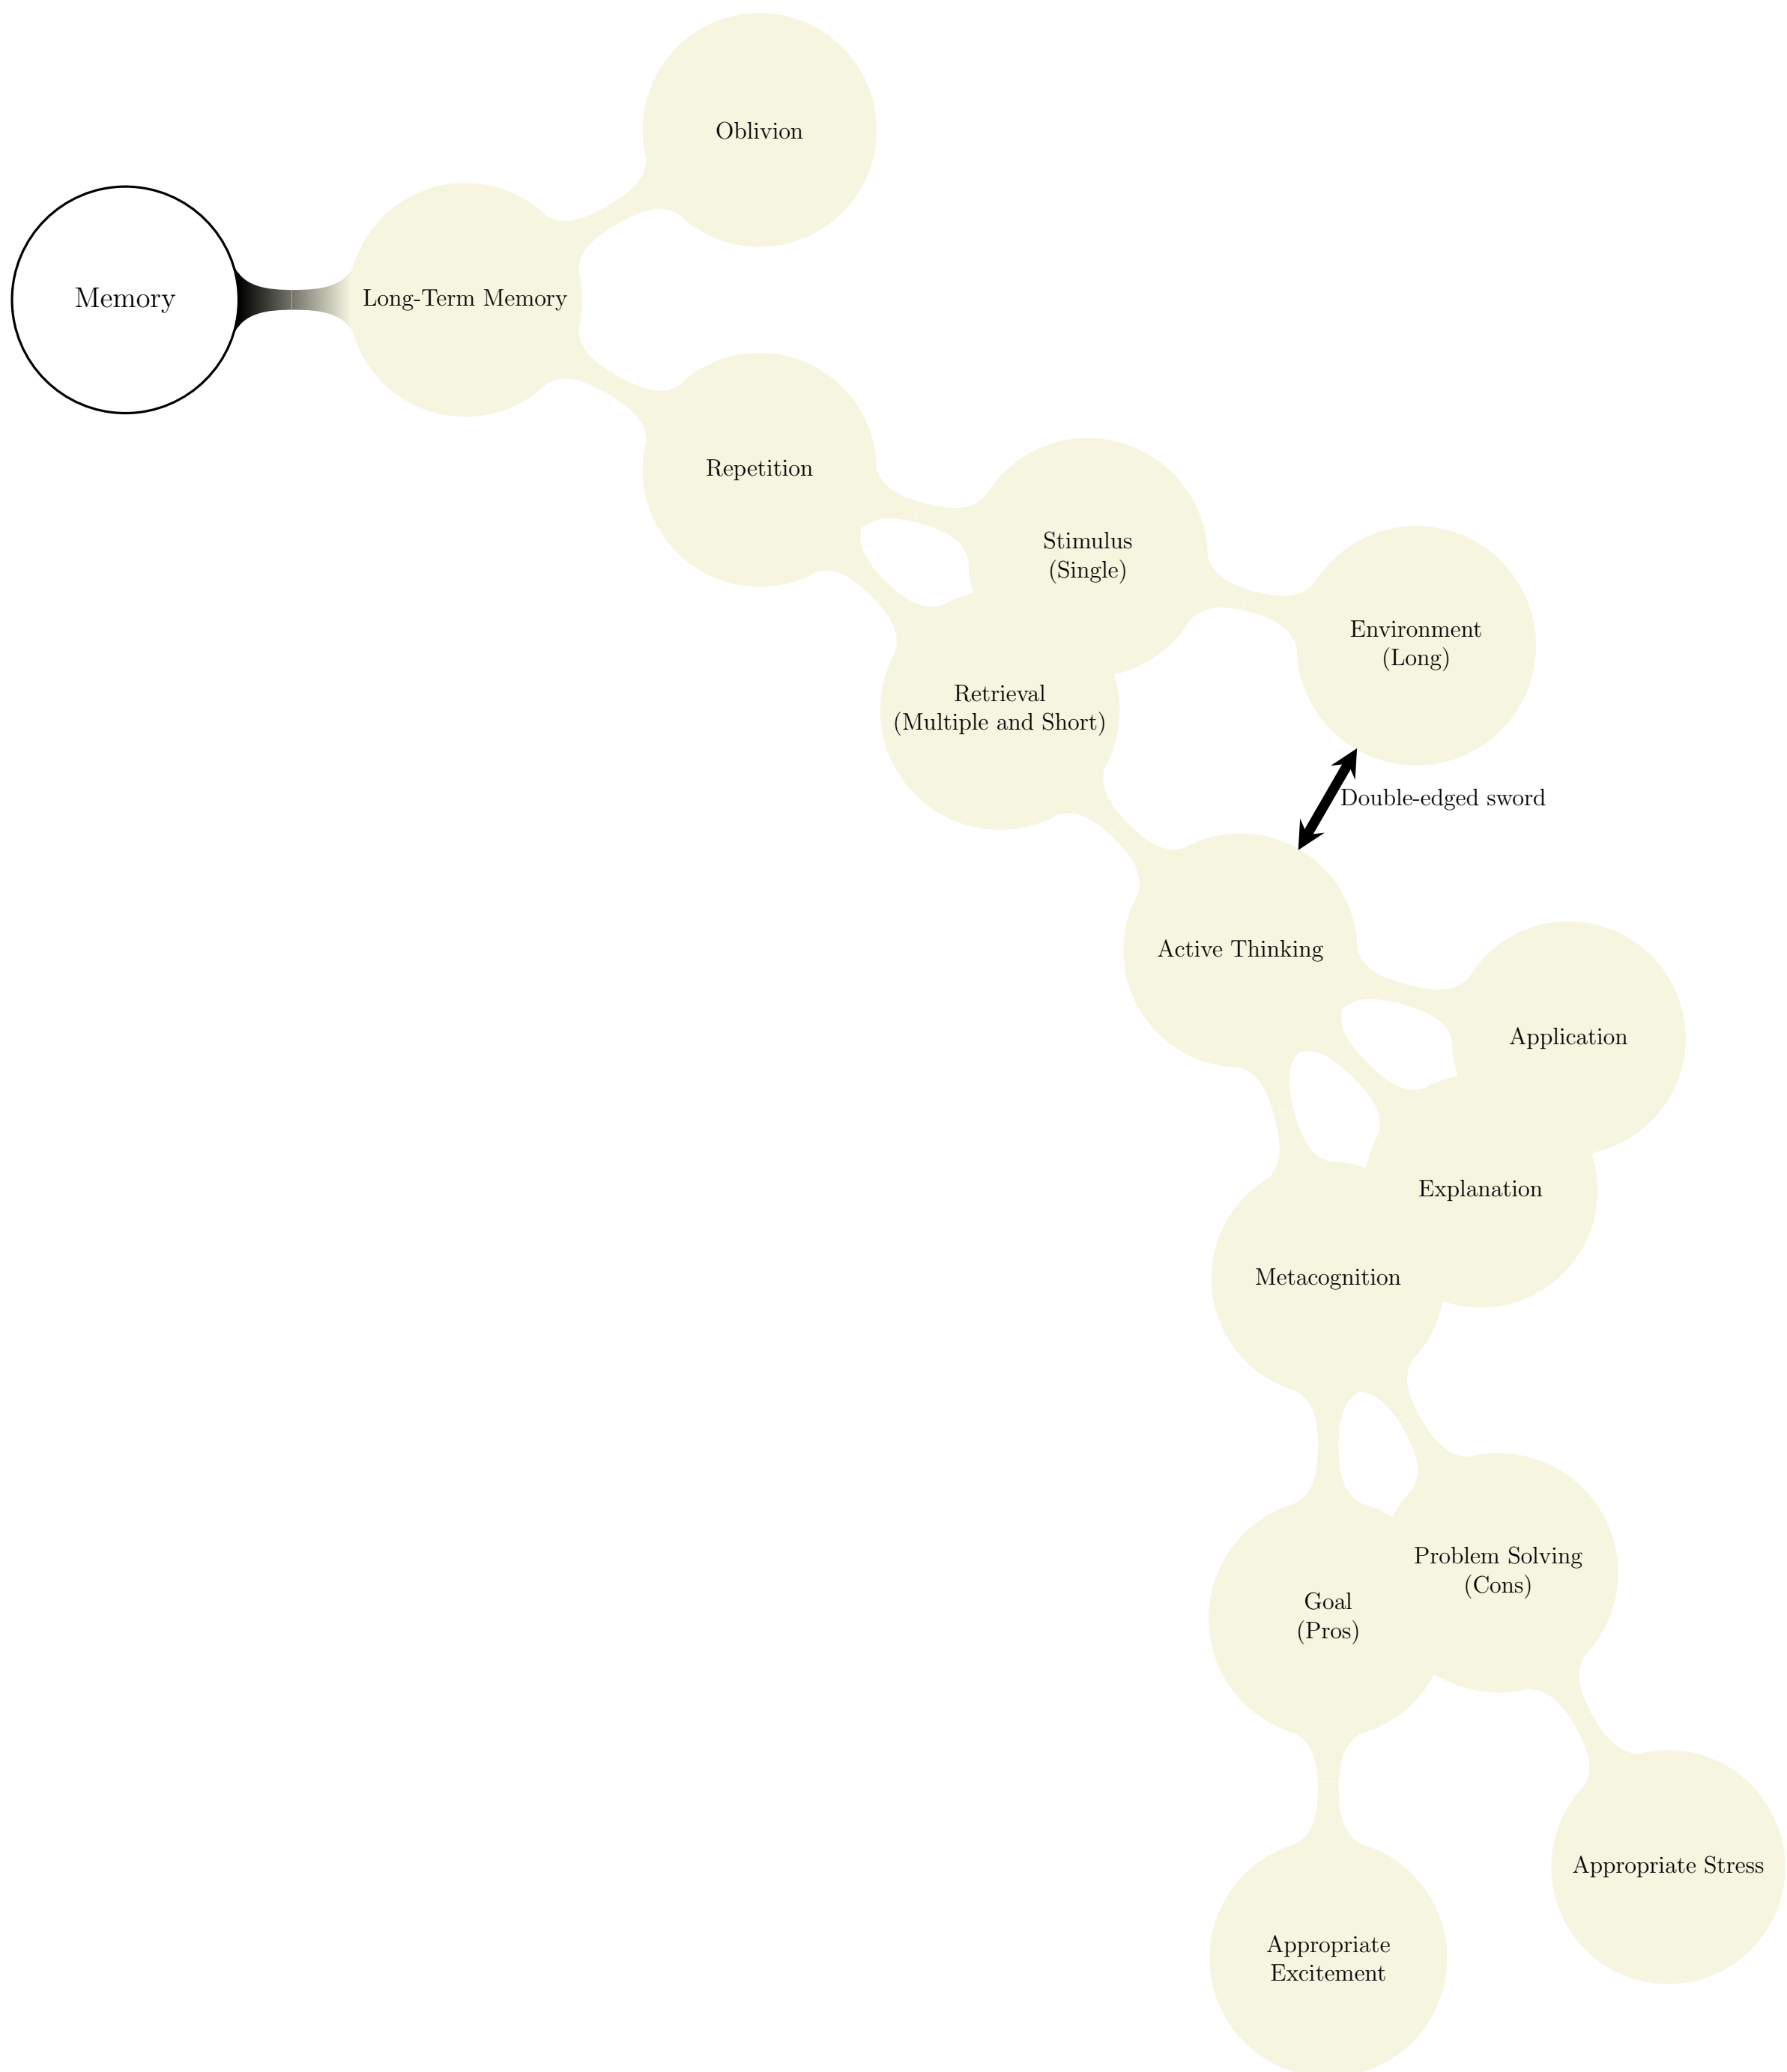 Oblivion
Memory
Long-Term Memory
Repetition
Stimulus
(Single)
Environment
(Long)
Retrieval
(Multiple and Short)
Double-edged sword
Active Thinking
Application
Explanation
Metacognition
Problem Solving
(Cons)
Goal
(Pros)
Appropriate Stress
Appropriate
Excitement